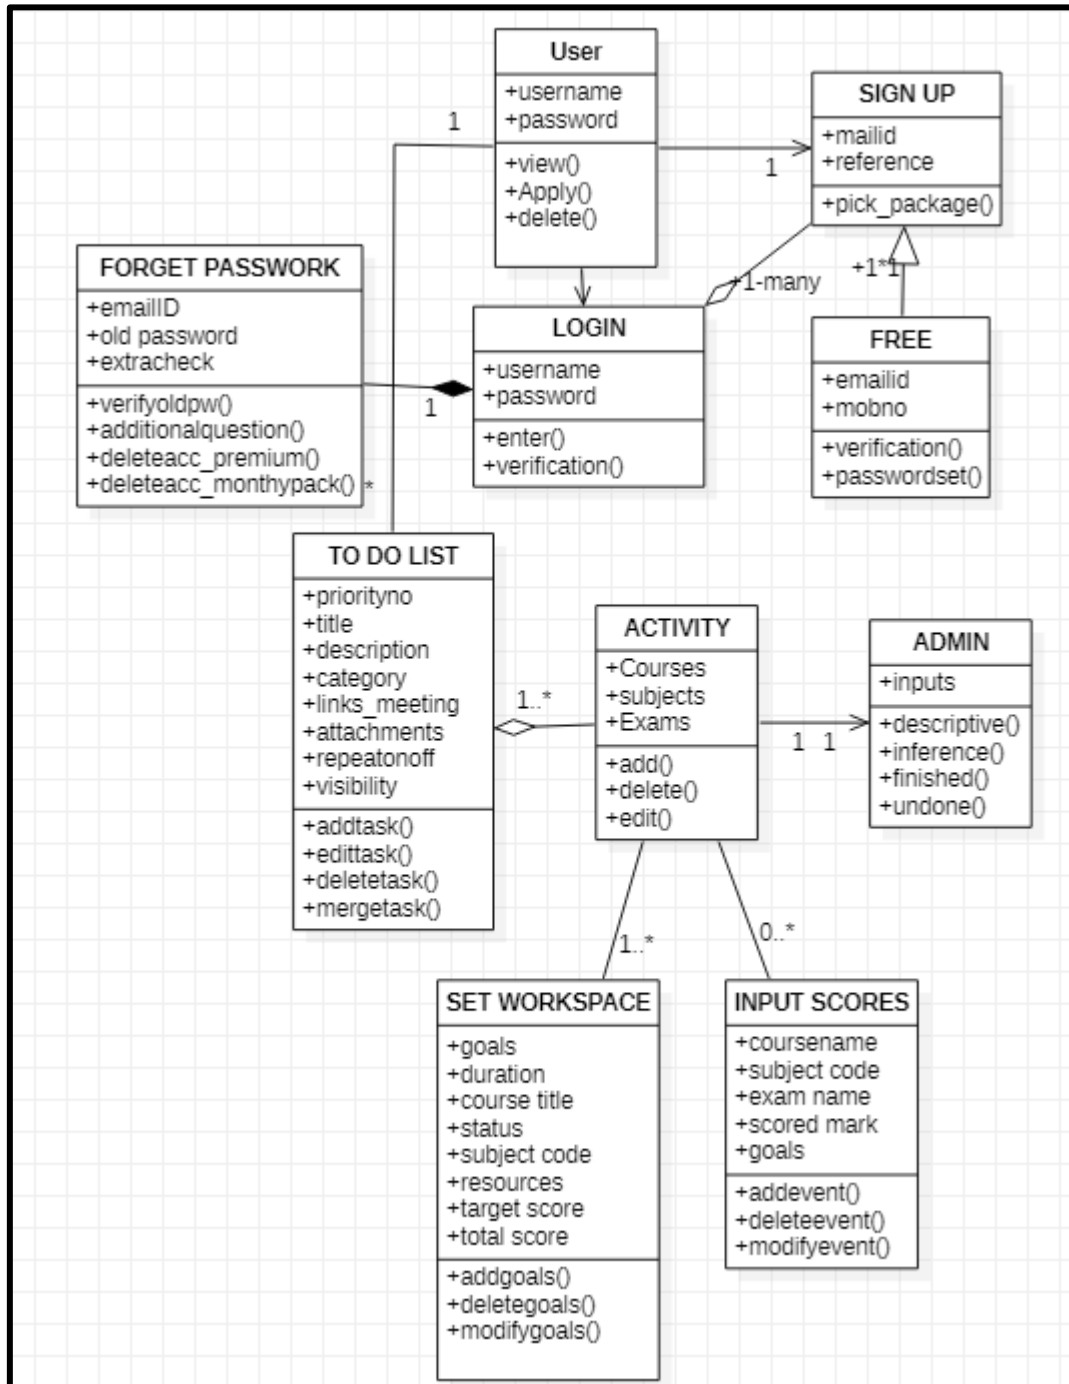 User
+username
+password
+view()
+Apply()
+delete()
1
1
SIGN UP
+mailid
+reference
+pick_package()
+1*1
+1-many
FORGET PASSWORK
+emailID
+old password
+extracheck
+verifyoldpw()
+additionalquestion()
+deleteacc_premium()
+deleteacc_monthypack()
*
1
LOGIN
+username
+password
+enter()
+verification()
FREE
+emailid
+mobno
+verification()
+passwordset()
TO DO LIST
+priorityno
+title
+description
+category
+links_meeting
+attachments
+repeatonoff
+visibility
+addtask()
+edittask()
+deletetask()
+mergetask()
1..*
ACTIVITY
+Courses
+subjects
+Exams
+add()
+delete()
+edit()
1 1
ADMIN
+inputs
+descriptive()
+inference()
+finished()
+undone()
1..*
0..*
SET WORKSPACE
+goals
+duration
+course title
+status
+subject code
+resources
+target score
+total score
+addgoals()
+deletegoals()
+modifygoals()
INPUT SCORES
+coursename
+subject code
+exam name
+scored mark
+goals
+addevent()
+deleteevent()
+modifyevent()